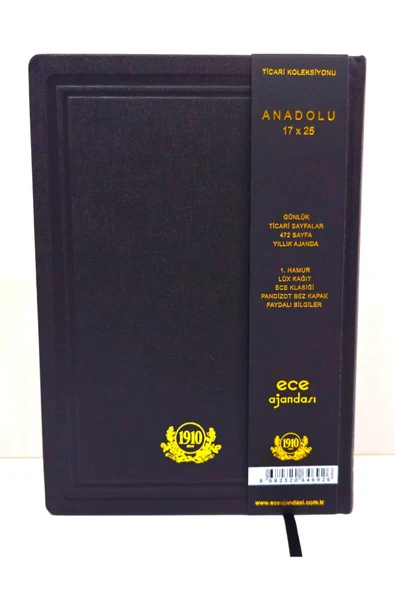 TİCARİ KOLEKSİYONU
ANADOLU
17 x 25
GÜNLÜK
TİCARİ SAYFALAR
472 SAYFA
YILLIK AJANDA
1. HAMUR
LÜX KAĞIT
ECE KLASİĞİ
PANDİZOT BEZ KAPAK
FAYDALI BİLGİLER
ece
ajandası
1910
1910
www.eceajandasi.com.tr